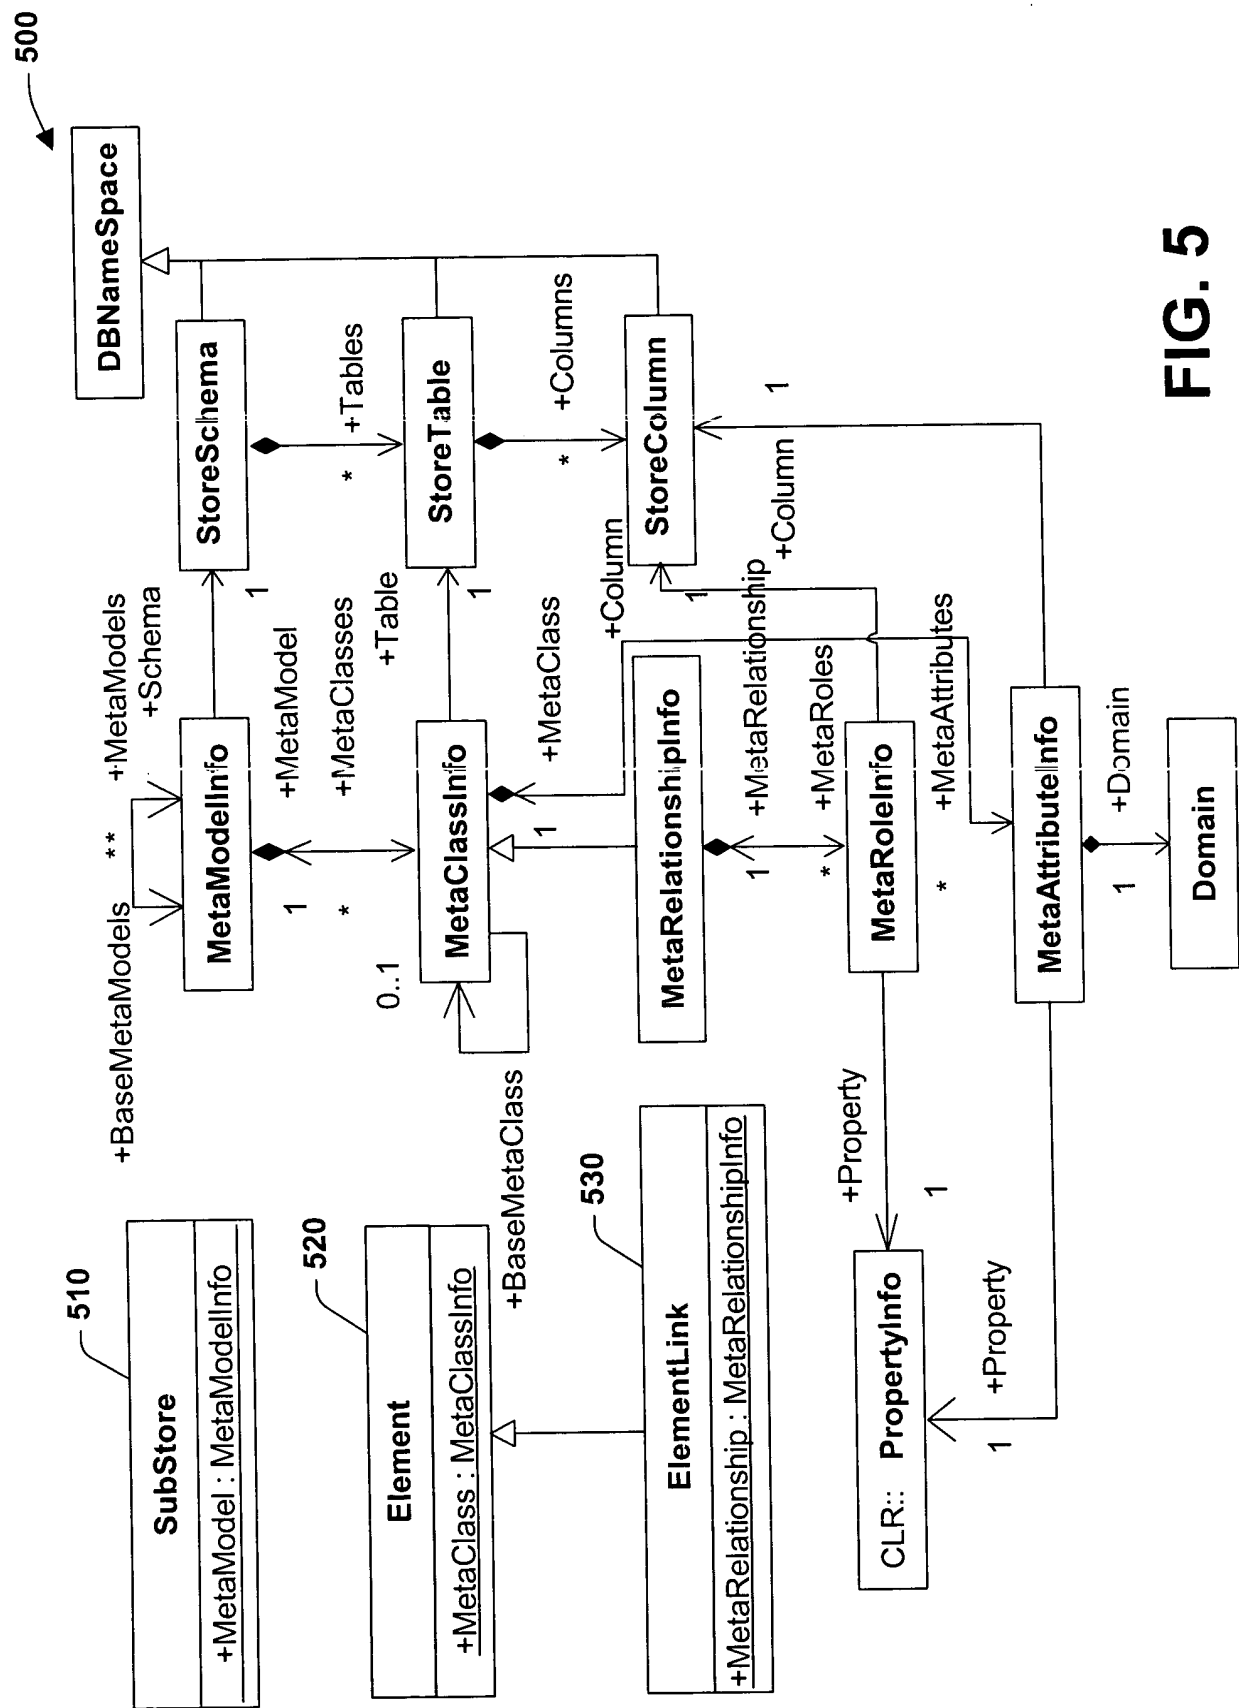 500
DBNameSpace
StoreSchema
+Tables
*
StoreTable
+Columns
*
StoreColumn
1
+MetaModels
+Schema
1
+BaseMetaModels
**
MetaModelInfo
+MetaModel
1
+MetaClasses
*
+Table
1
MetaClassInfo
0..1
+BaseMetaClass
+MetaClass
1
+Column
1
+Column
MetaRelationshipInfo
+MetaRelationship
1
+MetaRoles
*
MetaRoleInfo
+MetaAttributes
*
MetaAttributeInfo
+Domain
1
Domain
510
SubStore
+MetaModel : MetaModelInfo
520
Element
+MetaClass : MetaClassInfo
530
ElementLink
+MetaRelationship : MetaRelationshipInfo
+Property
1
CLR:: PropertyInfo
+Property
1
FIG. 5